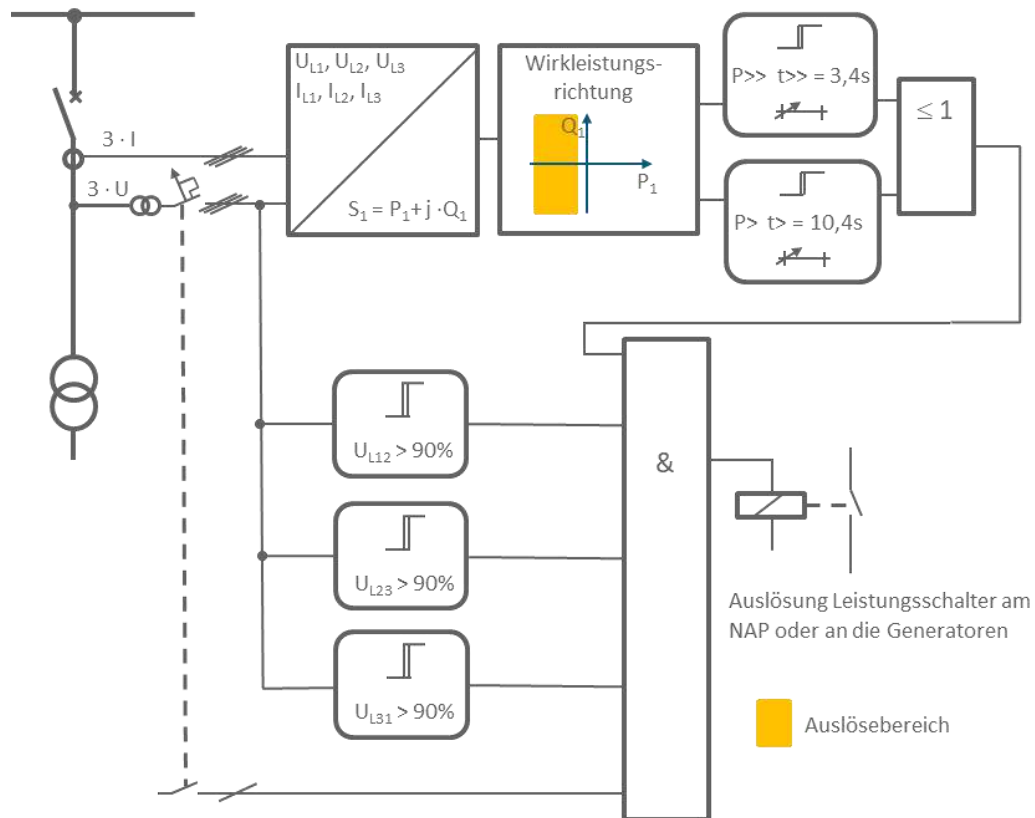 U_L1, U_L2, U_L3
I_L1, I_L2, I_L3
S_1 = P_1+ j ·Q_1
Wirkleistungs-
richtung
Q_1
P_1
P>> t>> = 3,4s
P> t> = 10,4s
≤ 1
3 · I
3 · U
U_L12 > 90%
U_L23 > 90%
U_L31 > 90%
&
Auslösung Leistungsschalter am
NAP oder an die Generatoren
Auslösebereich